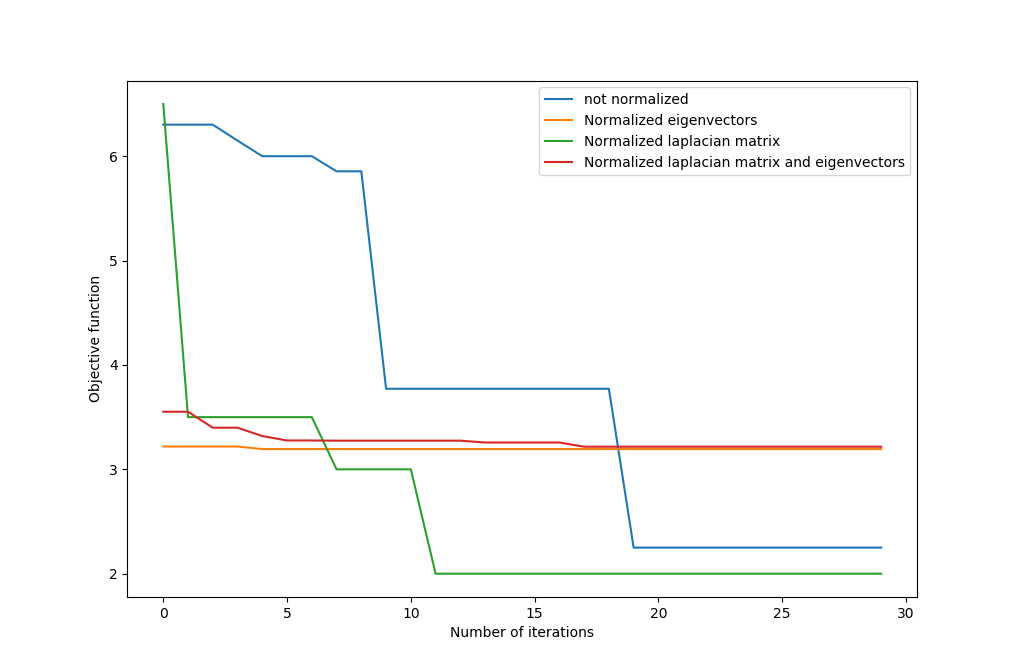 not normalized
Normalized eigenvectors
Normalized laplacian matrix
Normalized laplacian matrix and eigenvectors
6
5
4
3
2
Objective function
0 5 10 15 20 25 30
Number of iterations